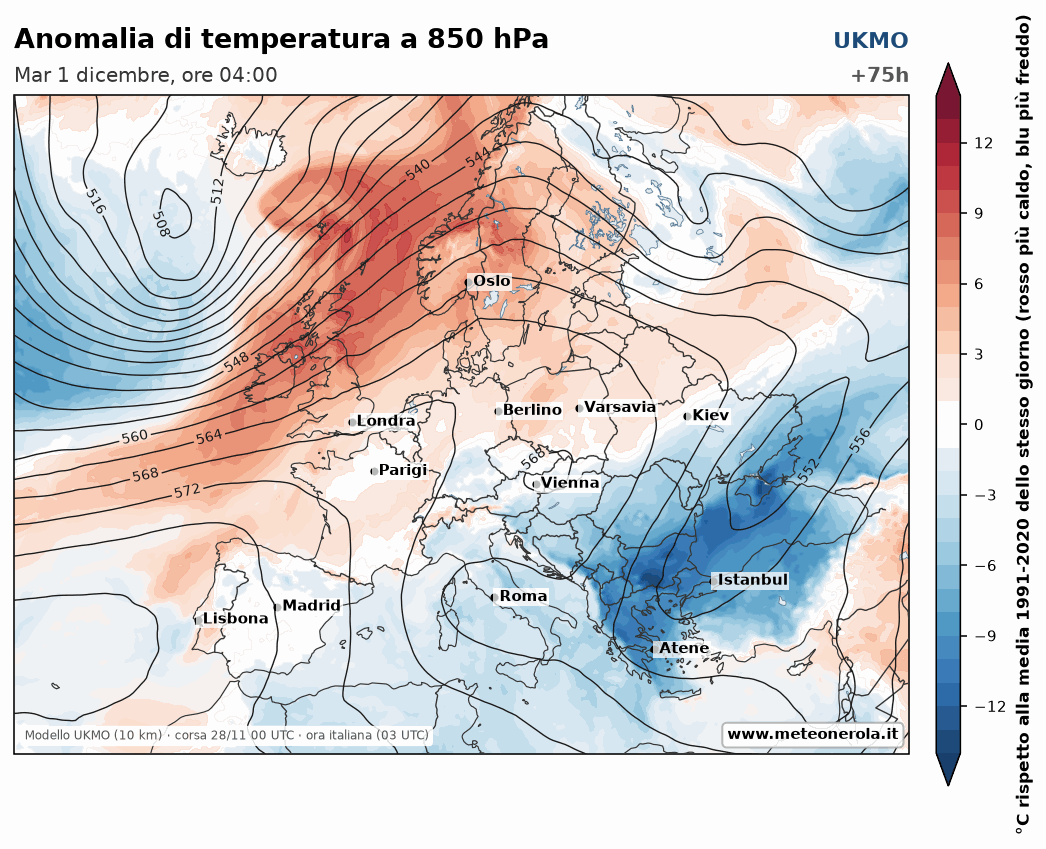 Anomalia di temperatura a 850 hPa
UKMO
Mar 1 dicembre, ore 04:00
+75h
°C rispetto alla media 1991-2020 dello stesso giorno (rosso più caldo, blu più freddo)
12
9
6
3
0
−3
−6
−9
−12
516
508
512
540
544
548
560
564
568
572
568
556
552
Oslo
Londra
Berlino
Varsavia
Kiev
Parigi
Vienna
Istanbul
Roma
Madrid
Lisbona
Atene
Modello UKMO (10 km) · corsa 28/11 00 UTC · ora italiana (03 UTC)
www.meteonerola.it